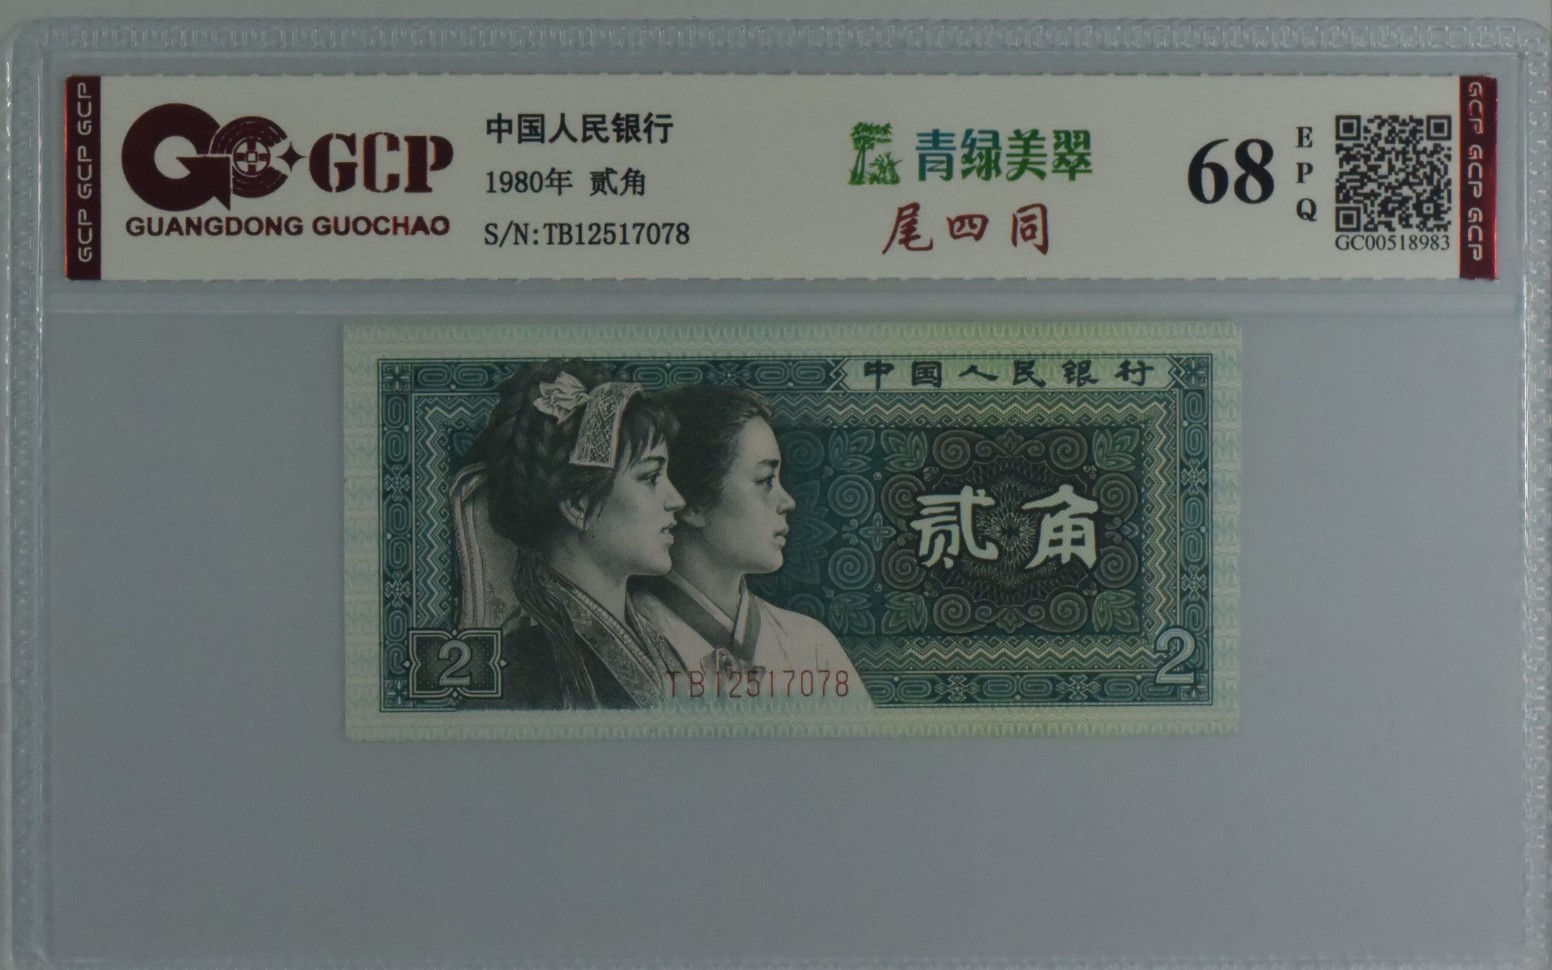 GCP GCP GCP
GC GCP
GUANGDONG GUOCHAO
中国人民银行
1980年 贰角
S/N:TB12517078
青绿美翠
尾四同
68
E
P
Q
GC00518983
GCP GCP GCP
中国人民银行
贰角
2
2
TB12517078